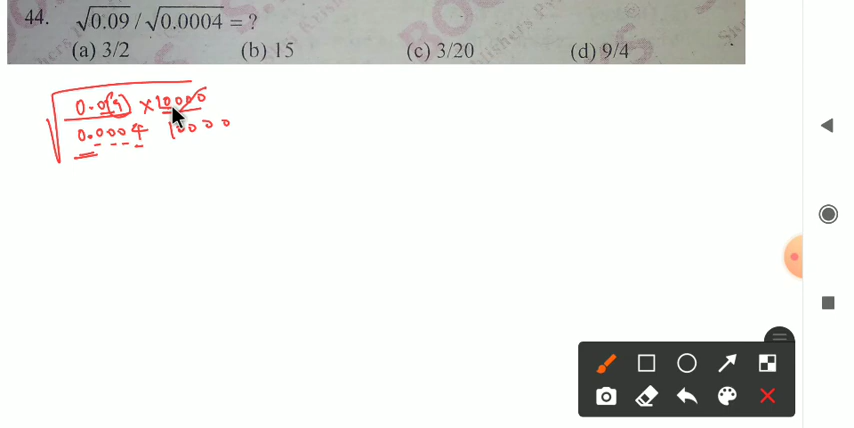 44. √0.09 / √0.0004 = ?
(a) 3/2 (b) 15 (c) 3/20 (d) 9/4
√0.09 × 10000
0.0004 10000